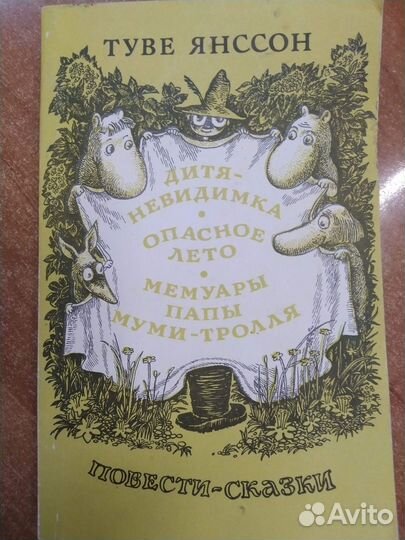 ТУВЕ ЯНССОН
ДИТЯ-
НЕВИДИМКА
•
ОПАСНОЕ
ЛЕТО
•
МЕМУАРЫ
ПАПЫ
МУМИ-ТРОЛЛЯ
ПОВЕСТИ-СКАЗКИ
Avito